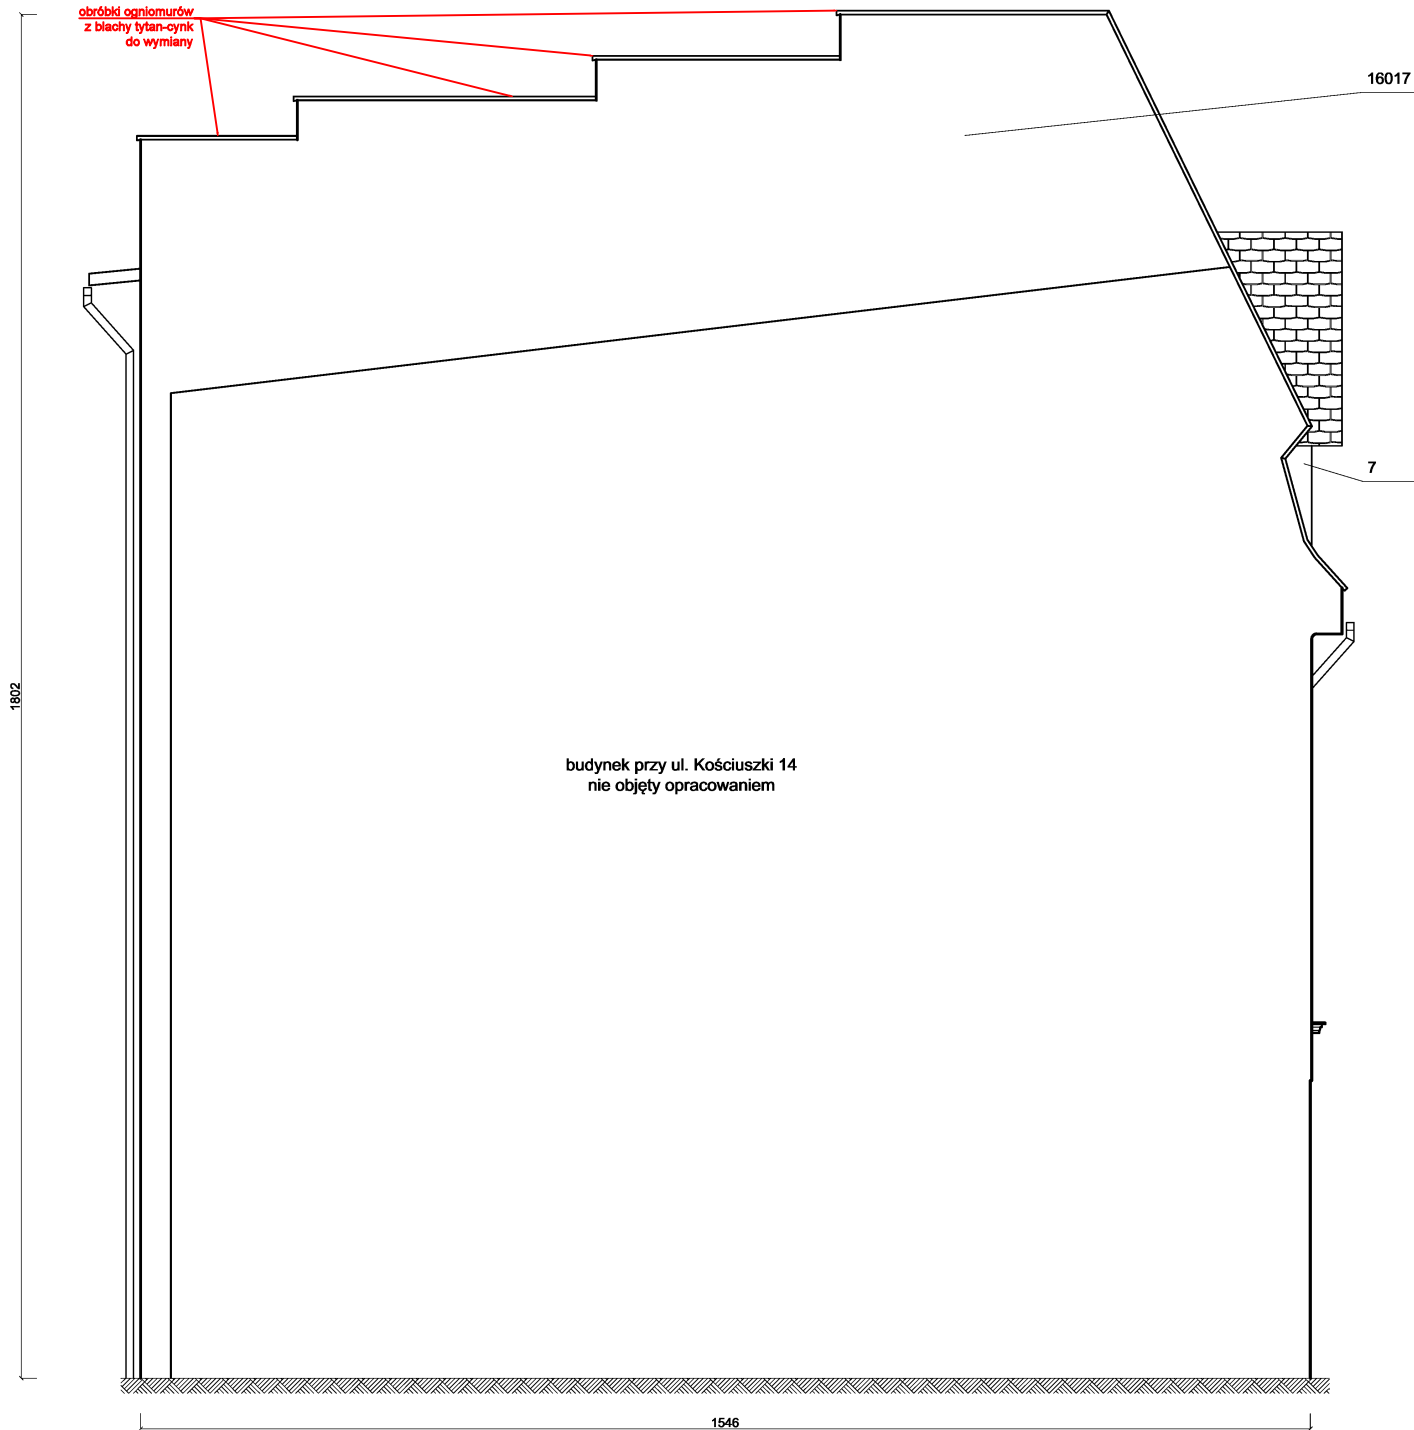 obróbki ogniomurów
z blachy tytan-cynk
do wymiany
16017
7
1802
budynek przy ul. Kościuszki 14
nie objęty opracowaniem
1546